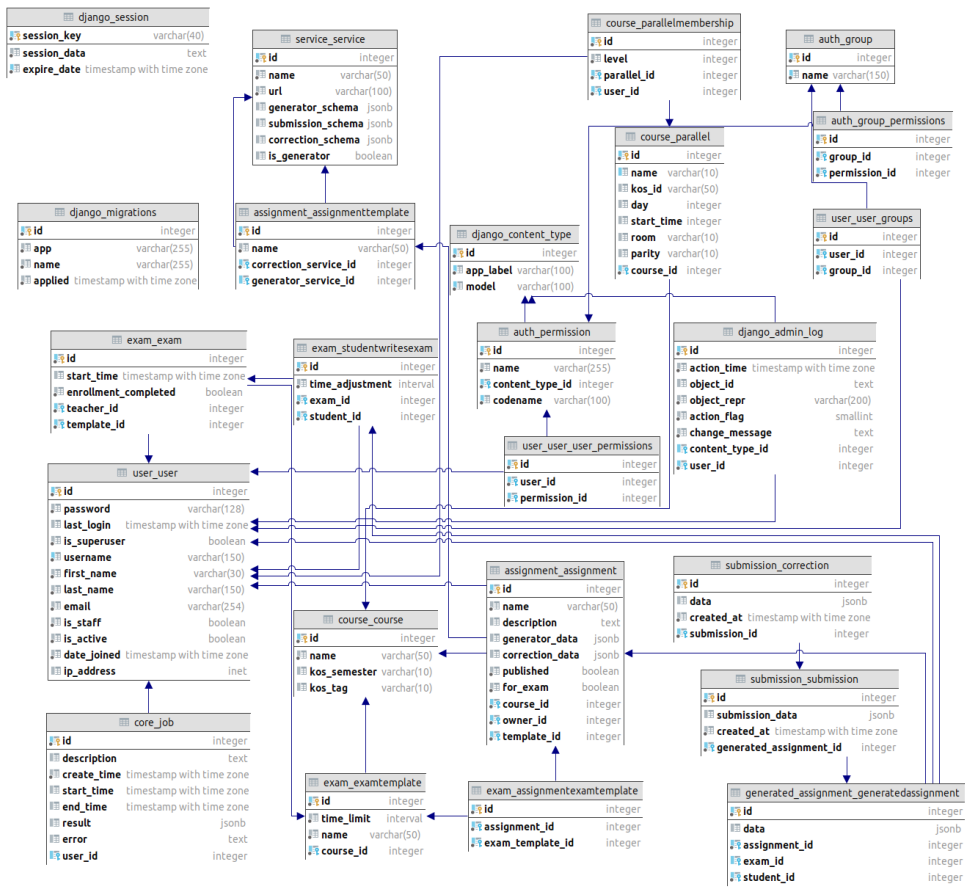 django_session
session_key varchar(40)
session_data text
expire_date timestamp with time zone
service_service
id integer
name varchar(50)
url varchar(100)
generator_schema jsonb
submission_schema jsonb
correction_schema jsonb
is_generator boolean
course_parallelmembership
id integer
level integer
parallel_id integer
user_id integer
auth_group
id integer
name varchar(150)
auth_group_permissions
id integer
group_id integer
permission_id integer
course_parallel
id integer
name varchar(10)
kos_id varchar(50)
day integer
start_time integer
room varchar(10)
parity varchar(10)
course_id integer
django_migrations
id integer
app varchar(255)
name varchar(255)
applied timestamp with time zone
assignment_assignmenttemplate
id integer
name varchar(50)
correction_service_id integer
generator_service_id integer
django_content_type
id integer
app_label varchar(100)
model varchar(100)
user_user_groups
id integer
user_id integer
group_id integer
exam_exam
id integer
start_time timestamp with time zone
enrollment_completed boolean
teacher_id integer
template_id integer
exam_studentwritesexam
id integer
time_adjustment interval
exam_id integer
student_id integer
auth_permission
id integer
name varchar(255)
content_type_id integer
codename varchar(100)
django_admin_log
id integer
action_time timestamp with time zone
object_id text
object_repr varchar(200)
action_flag smallint
change_message text
content_type_id integer
user_id integer
user_user_user_permissions
id integer
user_id integer
permission_id integer
user_user
id integer
password varchar(128)
last_login timestamp with time zone
is_superuser boolean
username varchar(150)
first_name varchar(30)
last_name varchar(150)
email varchar(254)
is_staff boolean
is_active boolean
date_joined timestamp with time zone
ip_address inet
course_course
id integer
name varchar(50)
kos_semester varchar(10)
kos_tag varchar(10)
assignment_assignment
id integer
name varchar(50)
description text
generator_data jsonb
correction_data jsonb
published boolean
for_exam boolean
course_id integer
owner_id integer
template_id integer
submission_correction
id integer
data jsonb
created_at timestamp with time zone
submission_id integer
submission_submission
id integer
submission_data jsonb
created_at timestamp with time zone
generated_assignment_id integer
core_job
id integer
description text
create_time timestamp with time zone
start_time timestamp with time zone
end_time timestamp with time zone
result jsonb
error text
user_id integer
exam_examtemplate
id integer
time_limit interval
name varchar(50)
course_id integer
exam_assignmentexamtemplate
id integer
assignment_id integer
exam_template_id integer
generated_assignment_generatedassignment
id integer
data jsonb
assignment_id integer
exam_id integer
student_id integer